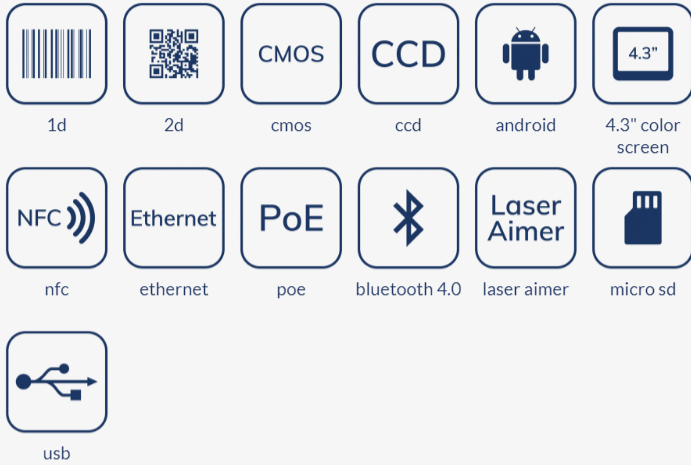 CMOS
CCD
4.3"
1d
2d
cmos
ccd
android
4.3" color
screen
NFC
Ethernet
PoE
Laser
Aimer
nfc
ethernet
poe
bluetooth 4.0
laser aimer
micro sd
usb